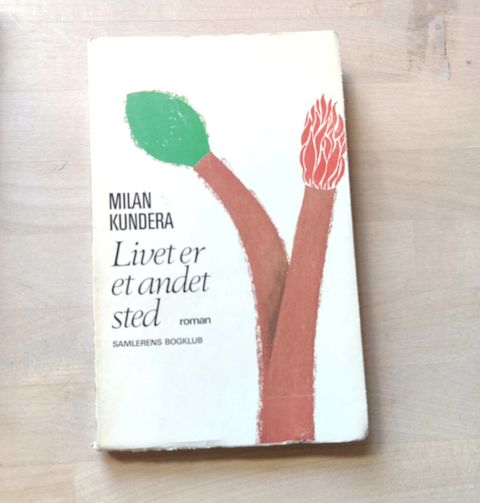 MILAN
KUNDERA
Livet er
et andet
sted roman
SAMLERENS BOGKLUB